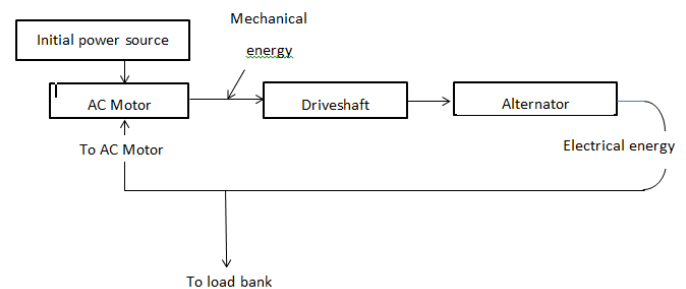 Mechanical
energy
Initial power source
AC Motor
Driveshaft
Alternator
To AC Motor
Electrical energy
To load bank